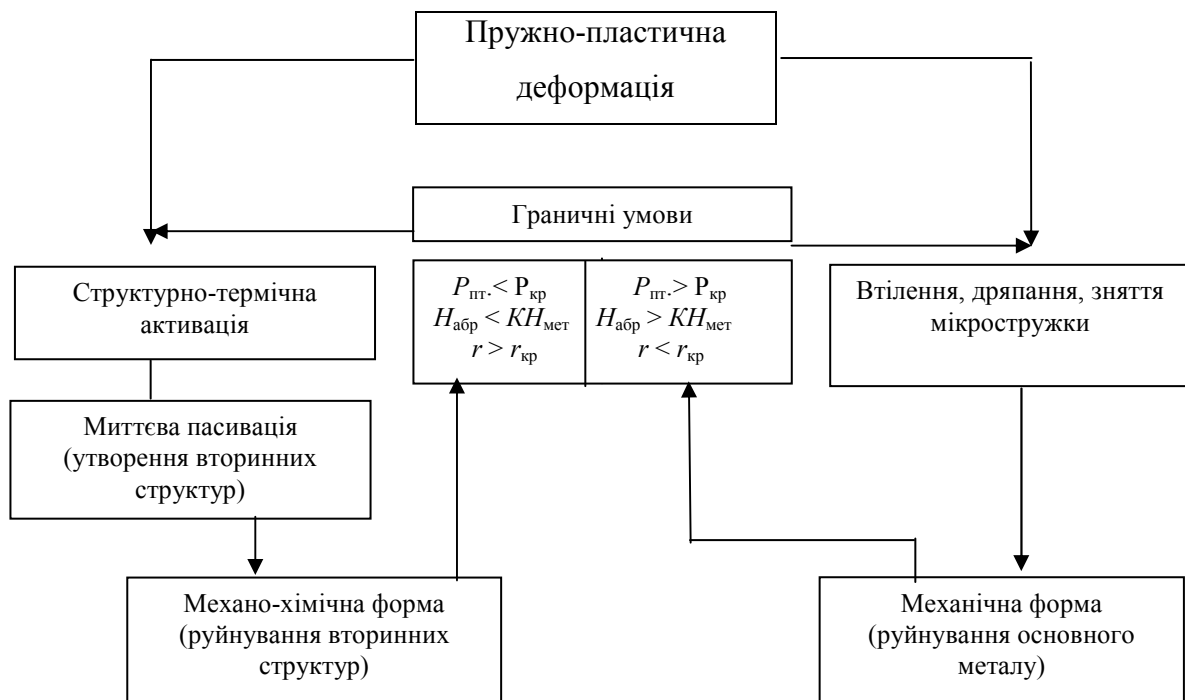 Пружно-пластична
деформація
Граничні умови
Структурно-термічна
активація
Pпт.< Pкр
Hабр < KHмет
r > rкр
Pпт.> Pкр
Hабр > KHмет
r < rкр
Втілення, дряпання, зняття
мікростружки
Миттєва пасивація
(утворення вторинних
структур)
Механо-хімічна форма
(руйнування вторинних
структур)
Механічна форма
(руйнування основного
металу)